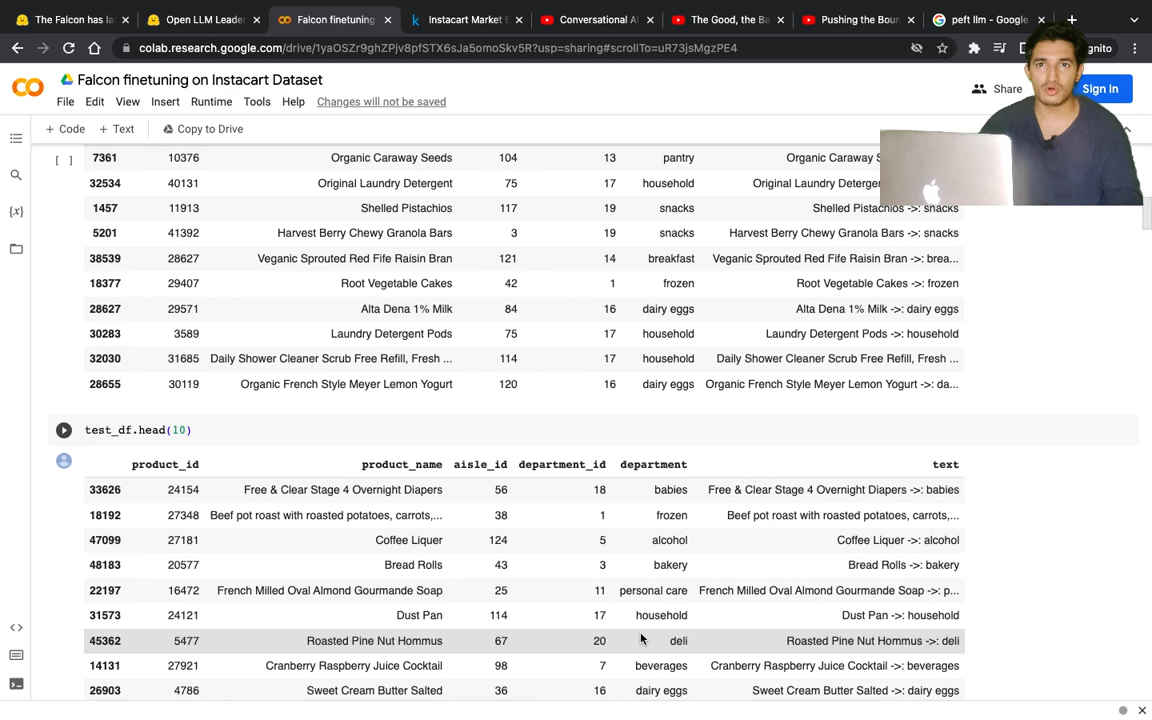 The Falcon has la
Open LLM Leader
Falcon finetuning
Instacart Market E
Conversational A
The Good, the Ba
Pushing the Boun
peft llm - Google
colab.research.google.com/drive/1yaOSZr9ghZPjv8pfSTX6sJa5omoSkv5R?usp=sharing#scrollTo=uR73jsMgzPE4
gnito
Falcon finetuning on Instacart Dataset
Share
Sign in
File Edit View Insert Runtime Tools Help Changes will not be saved
+ Code + Text Copy to Drive
[ ] 7361 10376 Organic Caraway Seeds 104 13 pantry Organic Caraway S
32534 40131 Original Laundry Detergent 75 17 household Original Laundry Deterge
1457 11913 Shelled Pistachios 117 19 snacks Shelled Pistachios ->: snacks
5201 41392 Harvest Berry Chewy Granola Bars 3 19 snacks Harvest Berry Chewy Granola Bars ->: snacks
38539 28627 Veganic Sprouted Red Fife Raisin Bran 121 14 breakfast Veganic Sprouted Red Fife Raisin Bran ->: brea...
18377 29407 Root Vegetable Cakes 42 1 frozen Root Vegetable Cakes ->: frozen
28627 29571 Alta Dena 1% Milk 84 16 dairy eggs Alta Dena 1% Milk ->: dairy eggs
30283 3589 Laundry Detergent Pods 75 17 household Laundry Detergent Pods ->: household
32030 31685 Daily Shower Cleaner Scrub Free Refill, Fresh ... 114 17 household Daily Shower Cleaner Scrub Free Refill, Fresh ...
28655 30119 Organic French Style Meyer Lemon Yogurt 120 16 dairy eggs Organic French Style Meyer Lemon Yogurt ->: da...
test_df.head(10)
product_id product_name aisle_id department_id department text
33626 24154 Free & Clear Stage 4 Overnight Diapers 56 18 babies Free & Clear Stage 4 Overnight Diapers ->: babies
18192 27348 Beef pot roast with roasted potatoes, carrots,... 38 1 frozen Beef pot roast with roasted potatoes, carrots,...
47099 27181 Coffee Liquer 124 5 alcohol Coffee Liquer ->: alcohol
48183 20577 Bread Rolls 43 3 bakery Bread Rolls ->: bakery
22197 16472 French Milled Oval Almond Gourmande Soap 25 11 personal care French Milled Oval Almond Gourmande Soap ->: p...
31573 24121 Dust Pan 114 17 household Dust Pan ->: household
45362 5477 Roasted Pine Nut Hommus 67 20 deli Roasted Pine Nut Hommus ->: deli
14131 27921 Cranberry Raspberry Juice Cocktail 98 7 beverages Cranberry Raspberry Juice Cocktail ->: beverages
26903 4786 Sweet Cream Butter Salted 36 16 dairy eggs Sweet Cream Butter Salted ->: dairy eggs